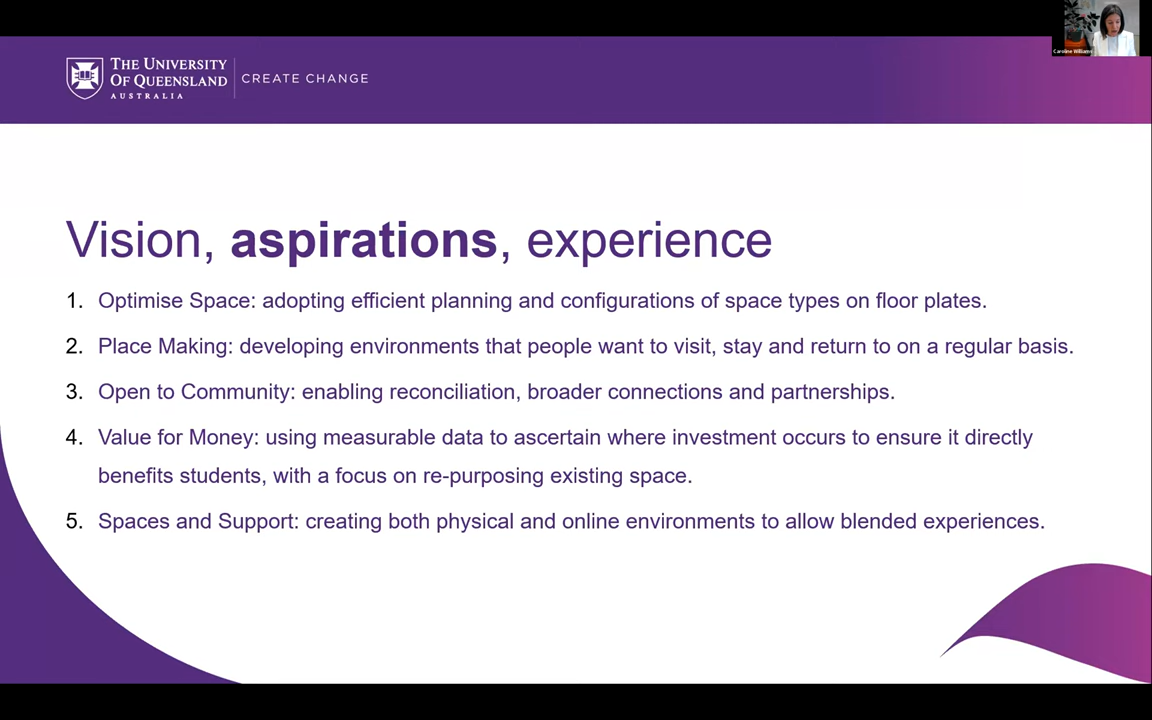 Caroline Williams
THE UNIVERSITY
OF QUEENSLAND
AUSTRALIA
CREATE CHANGE
Vision, aspirations, experience
1. Optimise Space: adopting efficient planning and configurations of space types on floor plates.
2. Place Making: developing environments that people want to visit, stay and return to on a regular basis.
3. Open to Community: enabling reconciliation, broader connections and partnerships.
4. Value for Money: using measurable data to ascertain where investment occurs to ensure it directly
benefits students, with a focus on re-purposing existing space.
5. Spaces and Support: creating both physical and online environments to allow blended experiences.